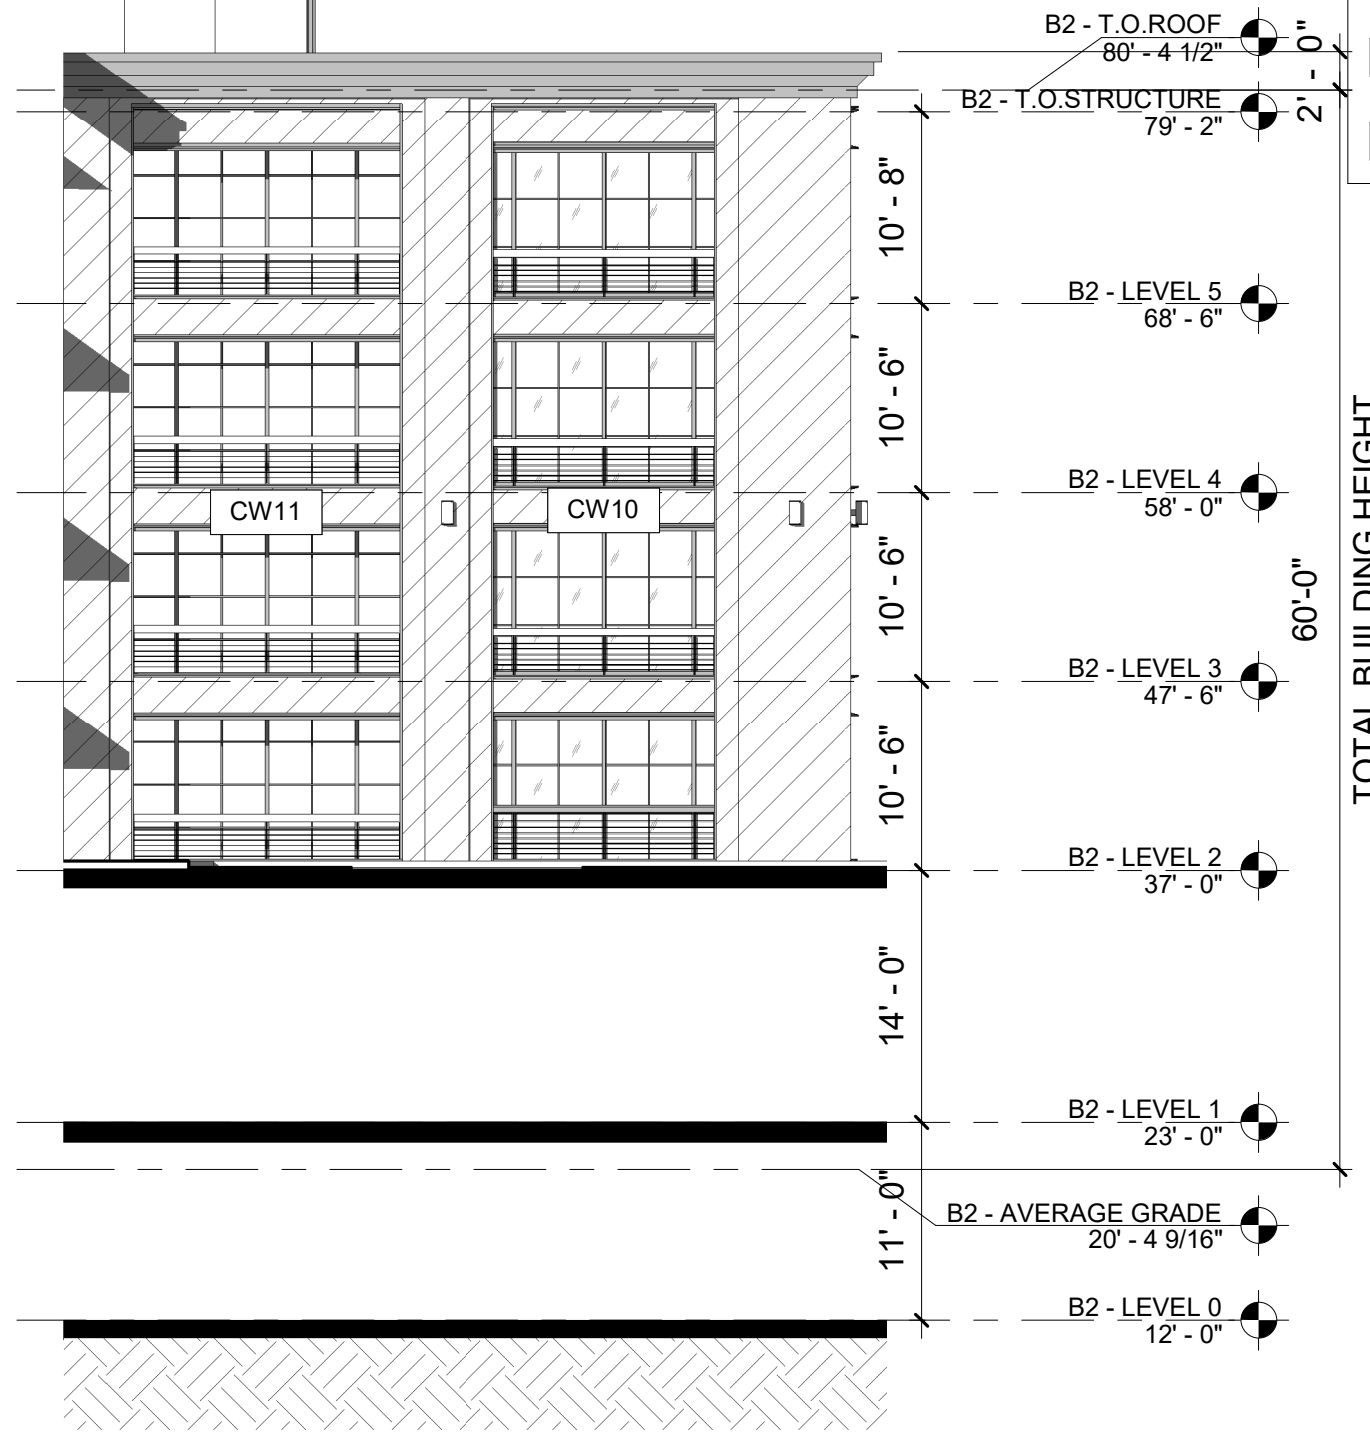 B2 - T.O.ROOF
80' - 4 1/2"
2' - 0"
B2 - T.O.STRUCTURE
79' - 2"
10' - 8"
B2 - LEVEL 5
68' - 6"
10' - 6"
B2 - LEVEL 4
58' - 0"
CW11
CW10
10' - 6"
60'-0"
TOTAL BUILDING HEIGHT
B2 - LEVEL 3
47' - 6"
10' - 6"
B2 - LEVEL 2
37' - 0"
14' - 0"
B2 - LEVEL 1
23' - 0"
11' - 0"
B2 - AVERAGE GRADE
20' - 4 9/16"
B2 - LEVEL 0
12' - 0"